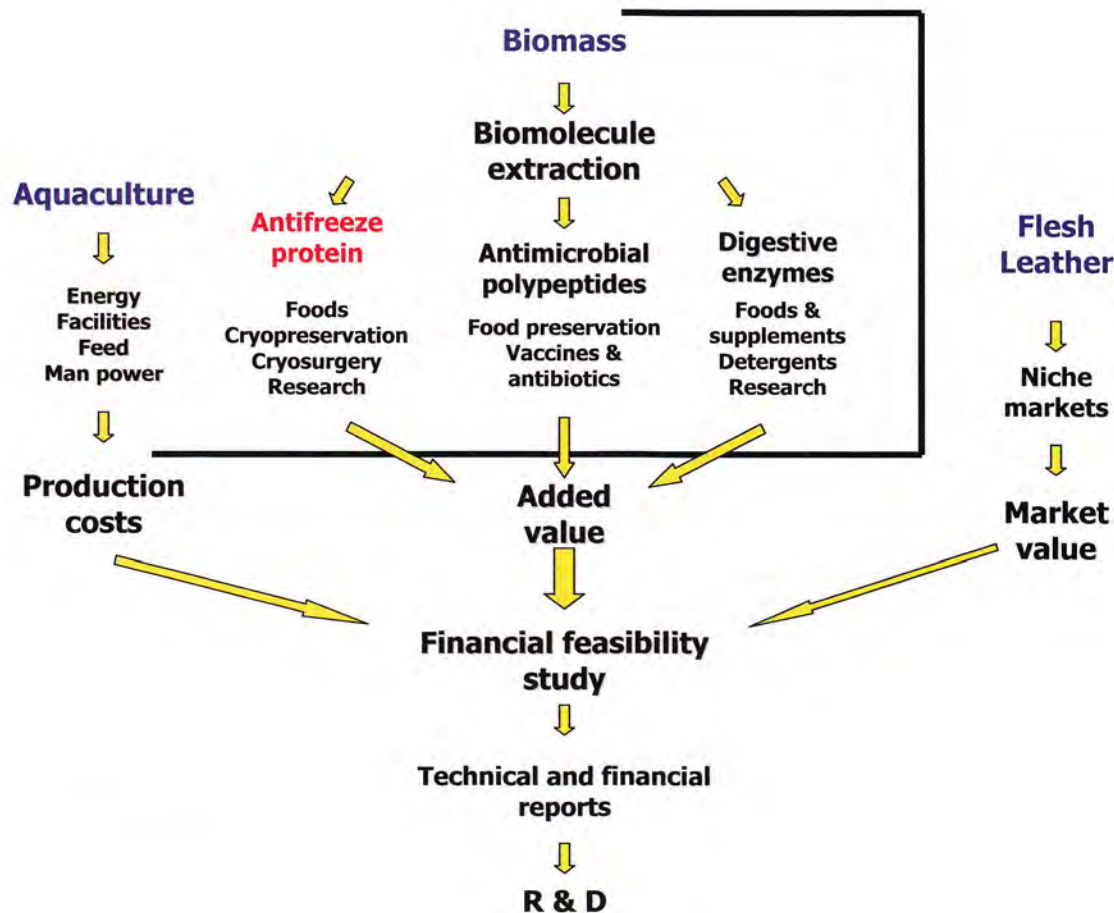 Biomass
Biomolecule
extraction
Aquaculture
Energy
Facilities
Feed
Man power
Production
costs
Antifreeze
protein
Foods
Cryopreservation
Cryosurgery
Research
Antimicrobial
polypeptides
Food preservation
Vaccines &
antibiotics
Digestive
enzymes
Foods &
supplements
Detergents
Research
Flesh
Leather
Niche
markets
Market
value
Added
value
Financial feasibility
study
Technical and financial
reports
R & D